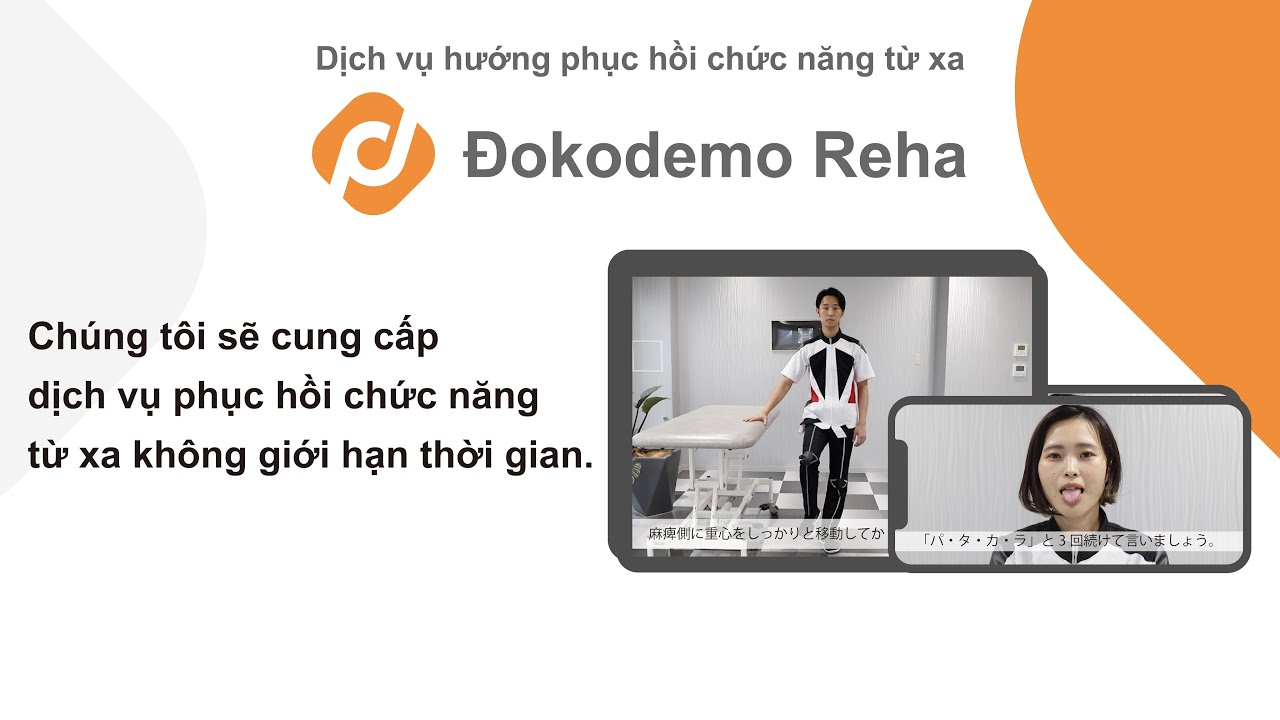 Dịch vụ hướng phục hồi chức năng từ xa
Đokodemo Reha
Chúng tôi sẽ cung cấp
dịch vụ phục hồi chức năng
từ xa không giới hạn thời gian.
麻痺側に重心をしっかりと移動してか
「パ・タ・カ・ラ」と3回続けて言いましょう。